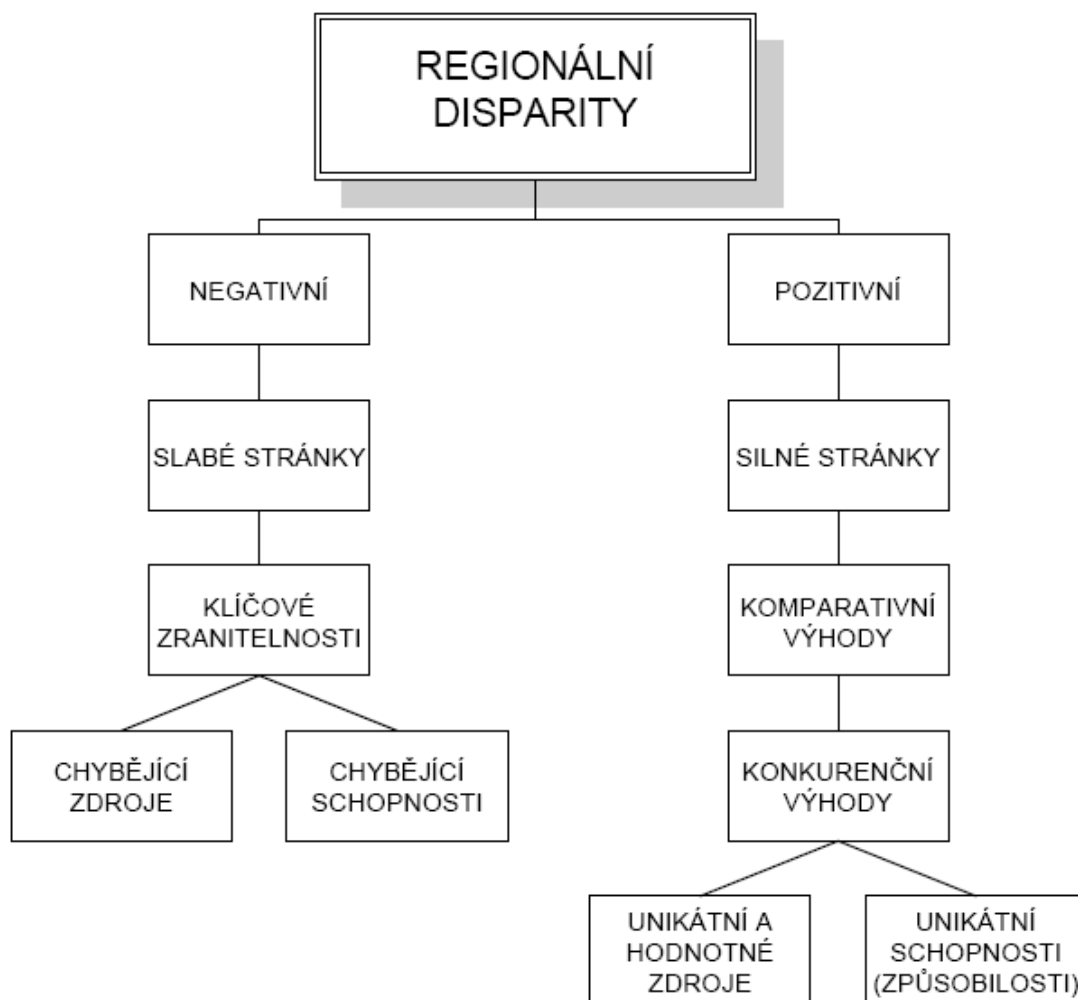 REGIONÁLNÍ
DISPARITY
NEGATIVNÍ
POZITIVNÍ
SLABÉ STRÁNKY
SILNÉ STRÁNKY
KLÍČOVÉ
ZRANITELNOSTI
KOMPARATIVNÍ
VÝHODY
CHYBĚJÍCÍ
ZDROJE
CHYBĚJÍCÍ
SCHOPNOSTI
KONKURENČNÍ
VÝHODY
UNIKÁTNÍ A
HODNOTNÉ
ZDROJE
UNIKÁTNÍ
SCHOPNOSTI
(ZPŮSOBILOSTI)